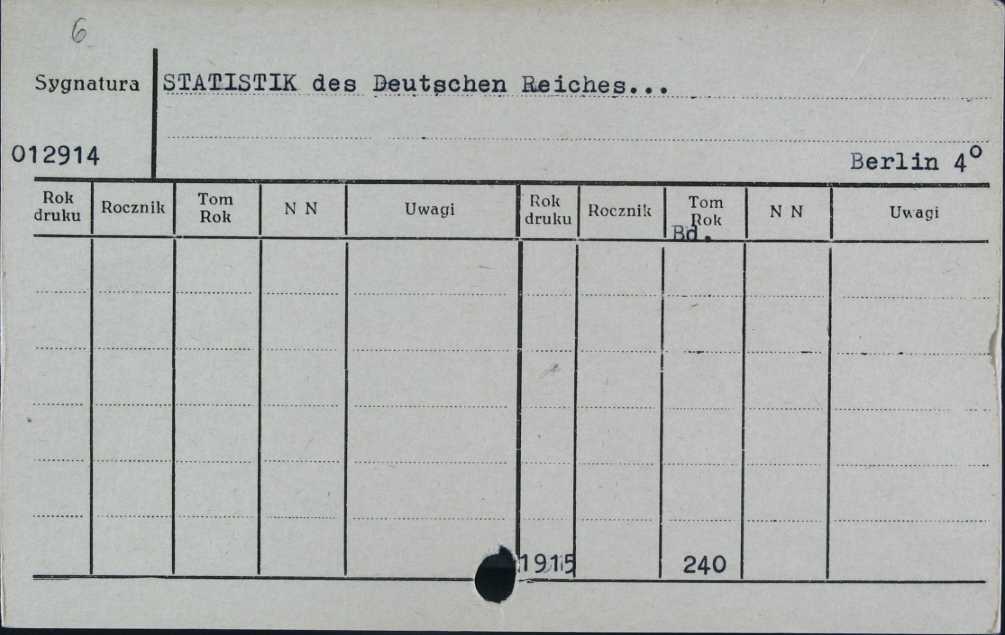 6
Sygnatura STATISTIK des Deutschen Reiches...
012914 Berlin 4°
Rok druku Rocznik Tom Rok N N Uwagi Rok druku Rocznik Tom Rok N N Uwagi
Bd.
1915 240